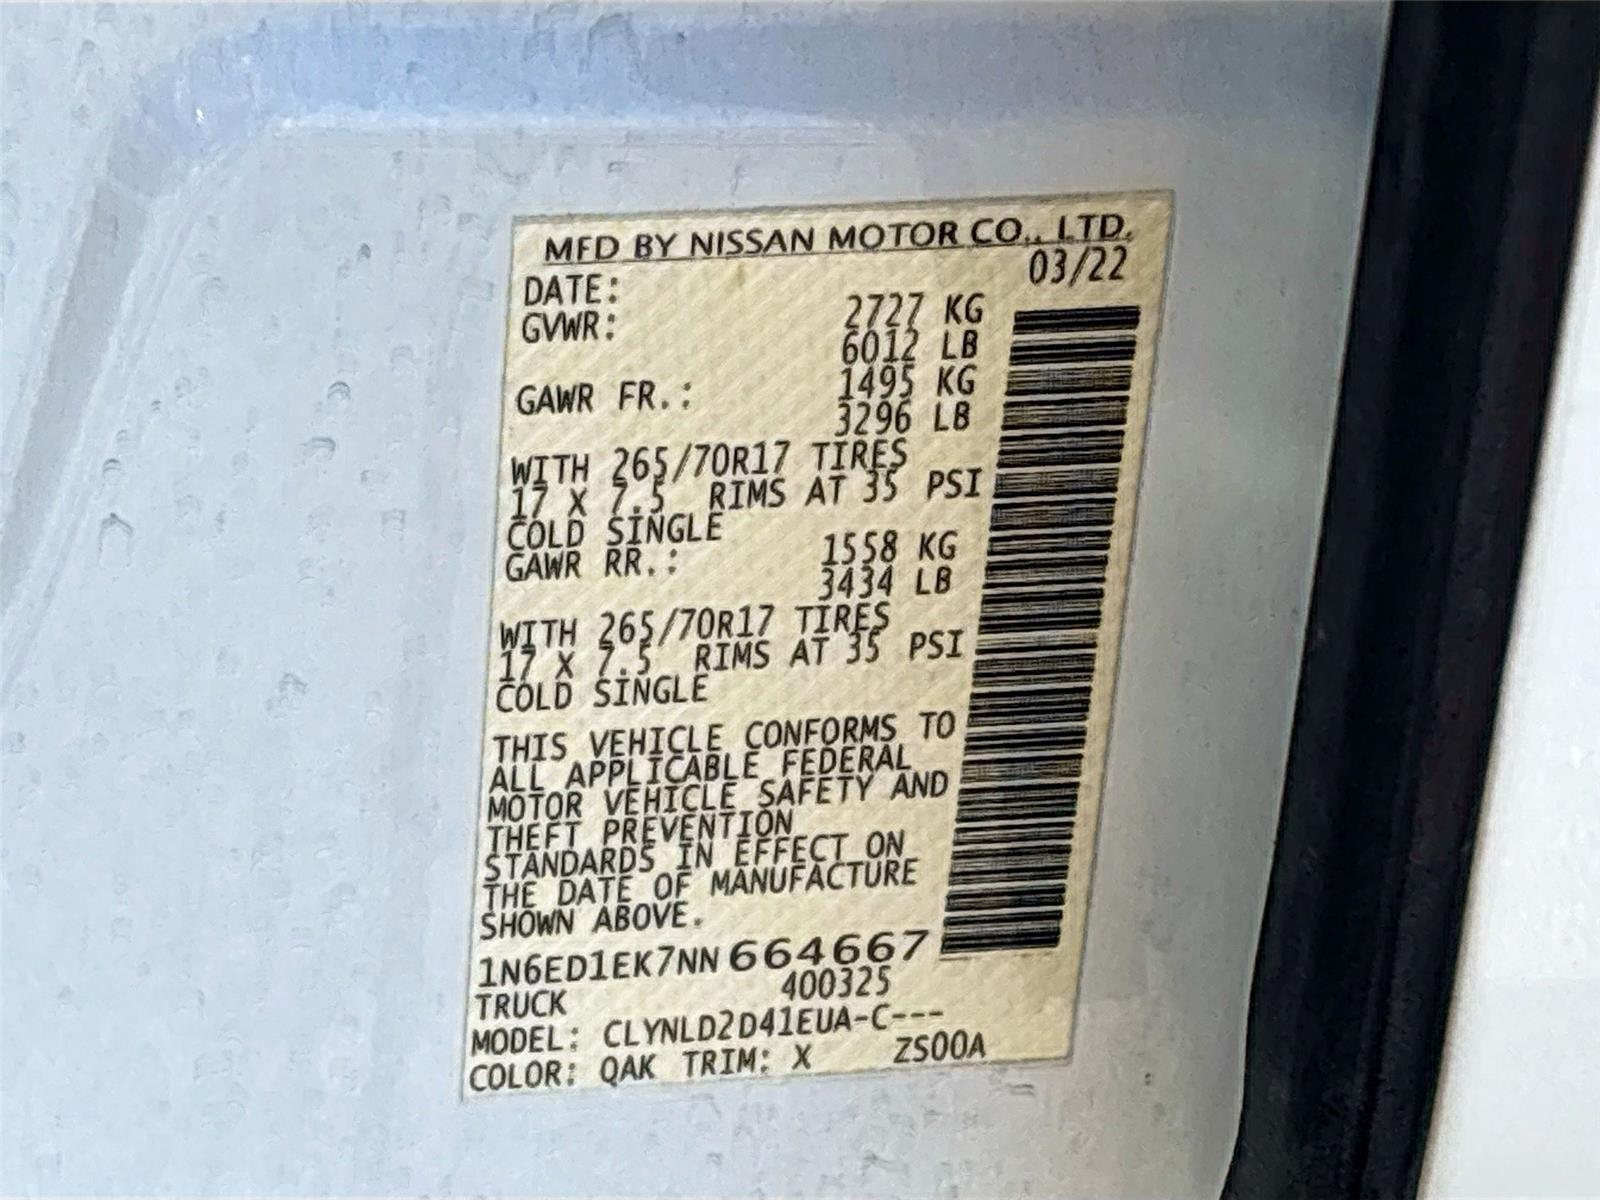 MFD BY NISSAN MOTOR CO., LTD.
DATE: 03/22
GVWR: 2727 KG
6012 LB
GAWR FR.: 1495 KG
3296 LB
WITH 265/70R17 TIRES
17 X 7.5 RIMS AT 35 PSI
COLD SINGLE
GAWR RR.: 1558 KG
3434 LB
WITH 265/70R17 TIRES
17 X 7.5 RIMS AT 35 PSI
COLD SINGLE
THIS VEHICLE CONFORMS TO
ALL APPLICABLE FEDERAL
MOTOR VEHICLE SAFETY AND
THEFT PREVENTION
STANDARDS IN EFFECT ON
THE DATE OF MANUFACTURE
SHOWN ABOVE.
1N6ED1EK7NN664667
TRUCK 400325
MODEL: CLYNLD2D41EUA-C---
COLOR: QAK TRIM: X ZS00A